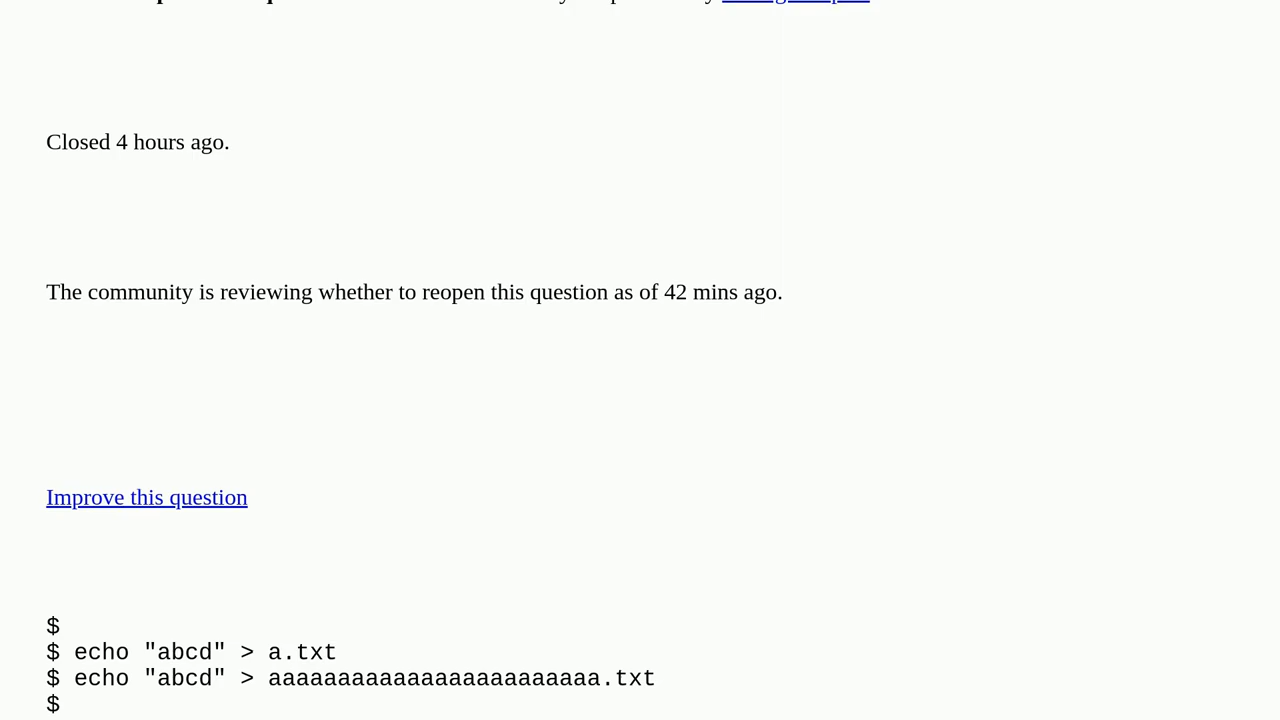 Closed 4 hours ago.
The community is reviewing whether to reopen this question as of 42 mins ago.
Improve this question
$
$ echo "abcd" > a.txt
$ echo "abcd" > aaaaaaaaaaaaaaaaaaaaaaaa.txt
$